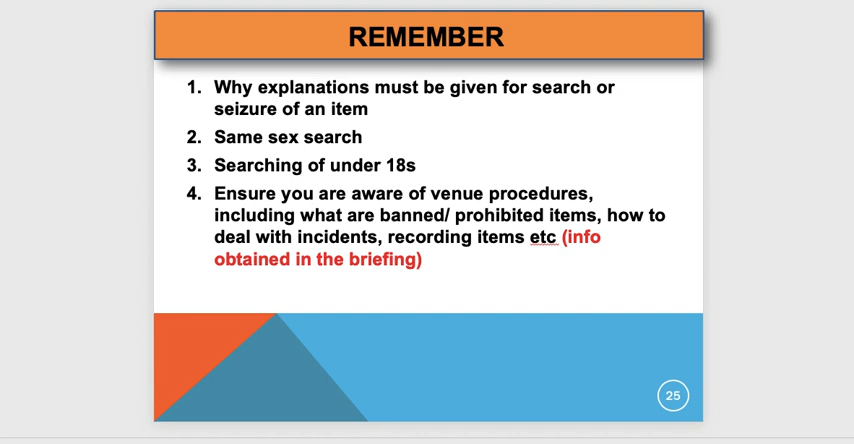 REMEMBER
1. Why explanations must be given for search or
seizure of an item
2. Same sex search
3. Searching of under 18s
4. Ensure you are aware of venue procedures,
including what are banned/ prohibited items, how to
deal with incidents, recording items etc (info
obtained in the briefing)
25